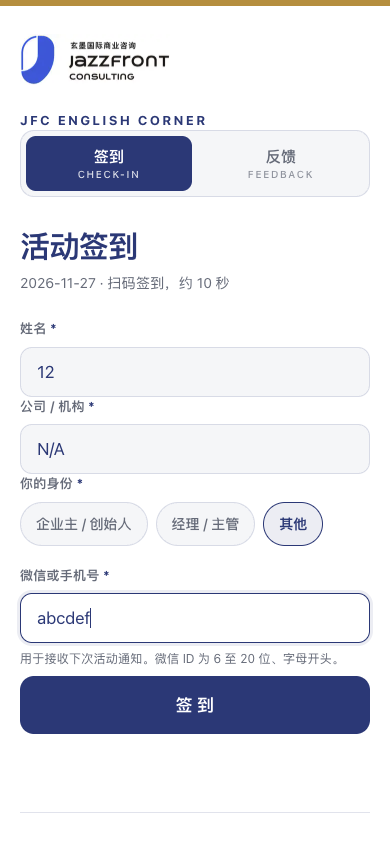 玄墨国际商业咨询
JAZZFRONT
CONSULTING
JFC ENGLISH CORNER
签到
CHECK-IN
反馈
FEEDBACK
活动签到
2026-11-27 · 扫码签到，约 10 秒
姓名 *
12
公司 / 机构 *
N/A
你的身份 *
企业主 / 创始人
经理 / 主管
其他
微信或手机号 *
abcdef
用于接收下次活动通知。微信 ID 为 6 至 20 位、字母开头。
签 到